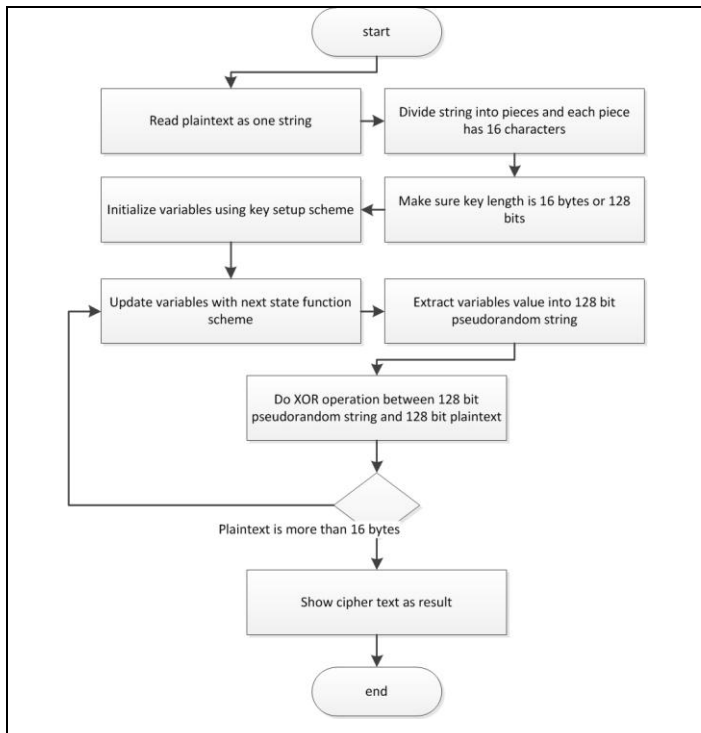 start
Read plaintext as one string
Divide string into pieces and each piece
has 16 characters
Make sure key length is 16 bytes or 128
bits
Initialize variables using key setup scheme
Update variables with next state function
scheme
Extract variables value into 128 bit
pseudorandom string
Do XOR operation between 128 bit
pseudorandom string and 128 bit plaintext
Plaintext is more than 16 bytes
Show cipher text as result
end